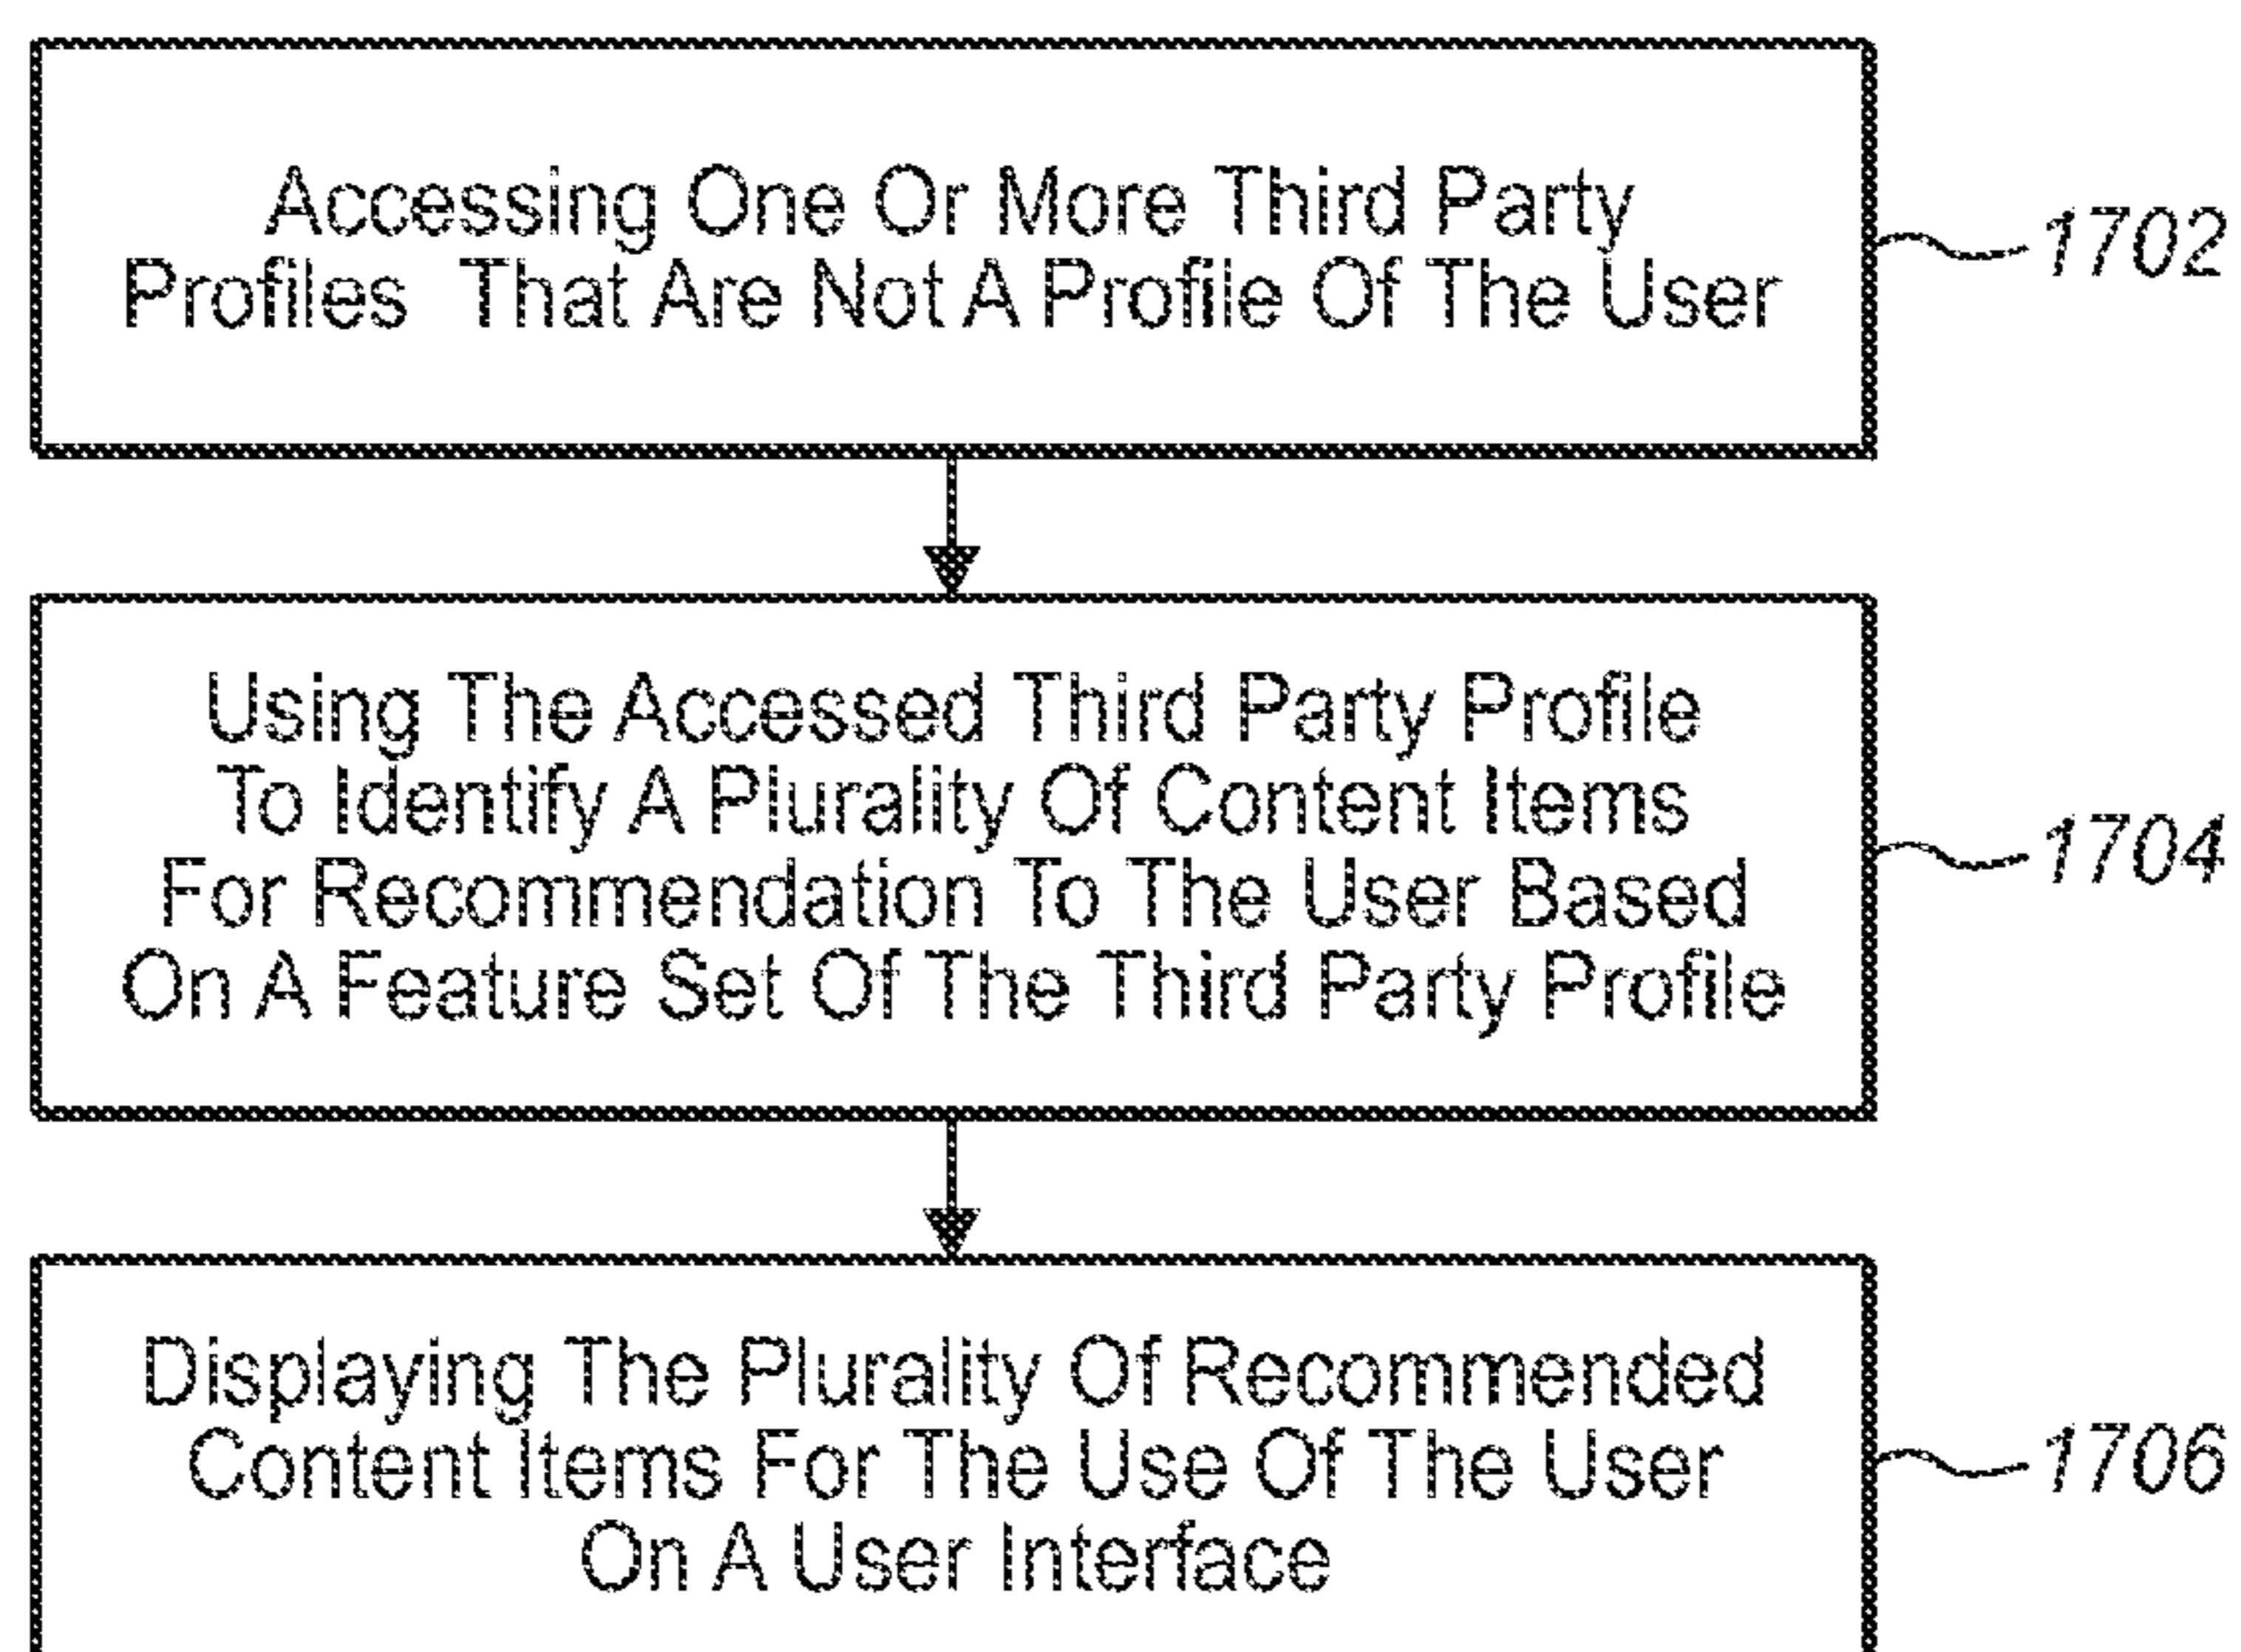 Accessing One Or More Third Party
Profiles That Are Not A Profile Of The User
1702
Using The Accessed Third Party Profile
To Identify A Plurality Of Content Items
For Recommendation To The User Based
On A Feature Set Of The Third Party Profile
1704
Displaying The Plurality Of Recommended
Content Items For The Use Of The User
On A User Interface
1706